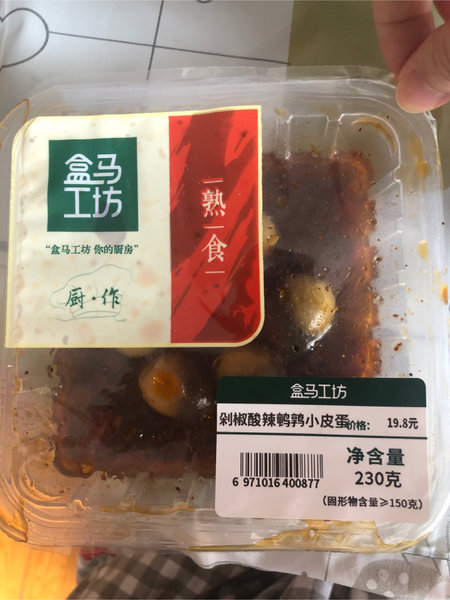 盒马
工坊
“盒马工坊 你的厨房”
厨·作
熟食
盒马工坊
剁椒酸辣鹌鹑小皮蛋价格： 19.8元
净含量
230克
6 971016 400877
（固形物含量≥150克）